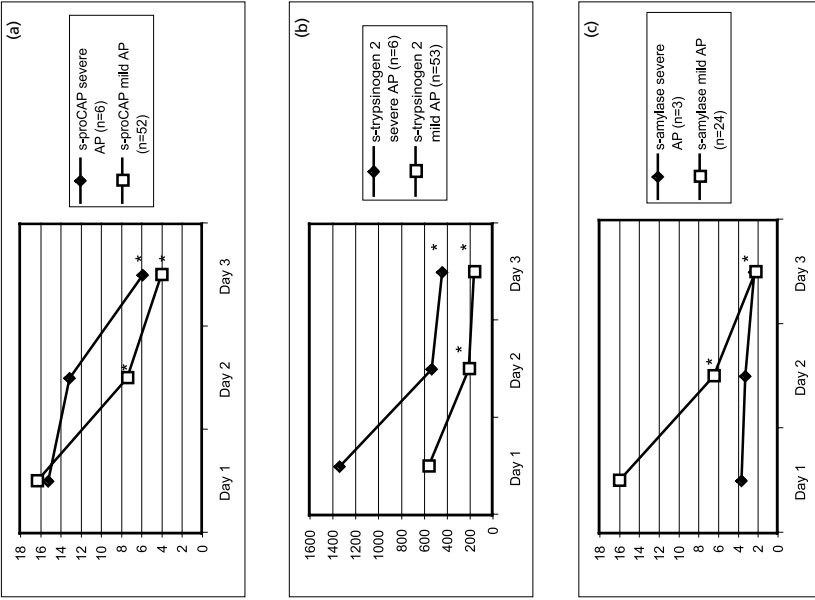 (a)
s-proCAP severe
AP (n=6)
s-proCAP mild AP
(n=52)
18
16
14
12
10
8
6
4
2
0
*
*
*
Day 1
Day 2
Day 3
(b)
s-trypsinogen 2
severe AP (n=6)
s-trypsinogen 2
mild AP (n=53)
1600
1400
1200
1000
800
600
400
200
0
*
*
*
Day 1
Day 2
Day 3
(c)
s-amylase severe
AP (n=3)
s-amylase mild AP
(n=24)
18
16
14
12
10
8
6
4
2
0
*
*
Day 1
Day 2
Day 3